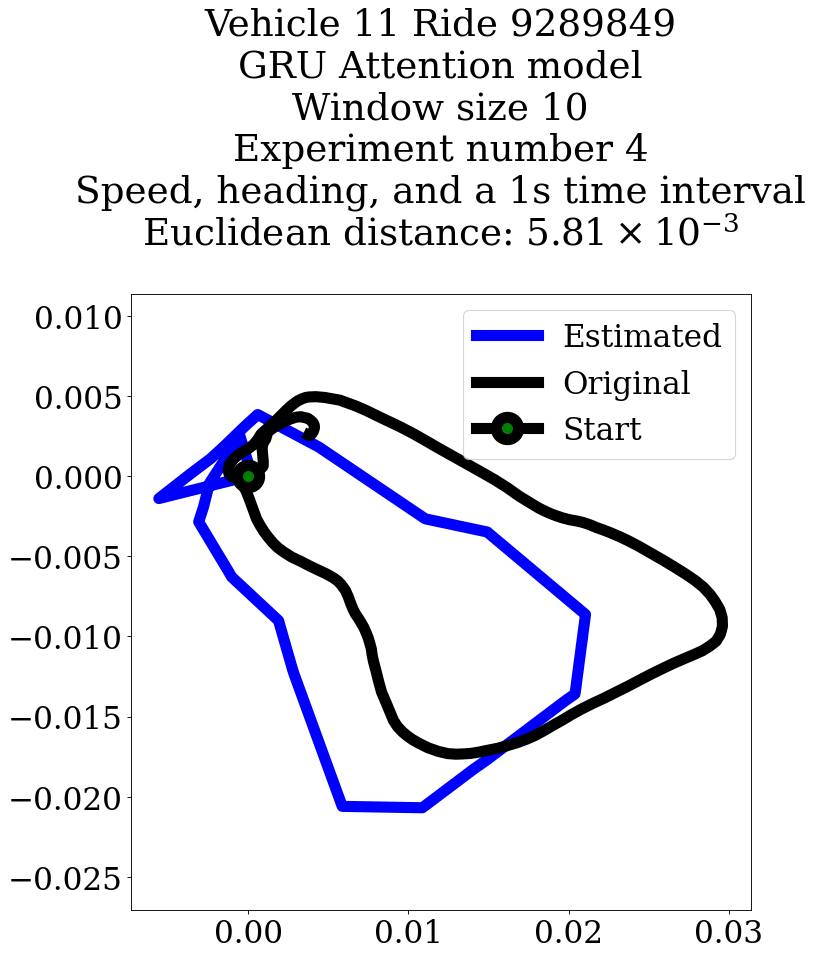 Vehicle 11 Ride 9289849
GRU Attention model
Window size 10
Experiment number 4
Speed, heading, and a 1s time interval
Euclidean distance: 5.81 × 10⁻³
Estimated
Original
Start
0.010
0.005
0.000
−0.005
−0.010
−0.015
−0.020
−0.025
0.00 0.01 0.02 0.03